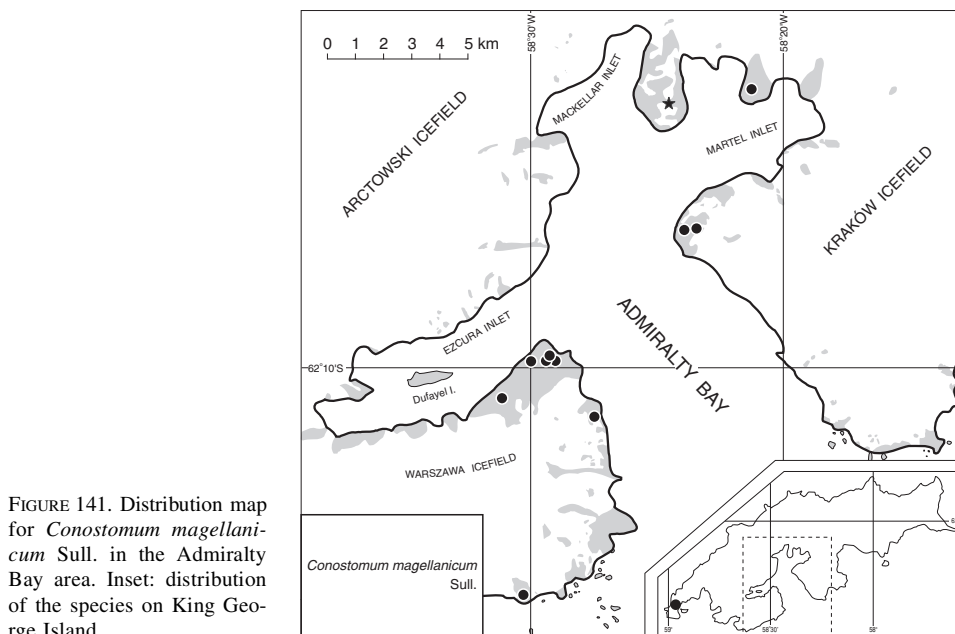 0 1 2 3 4 5 km
58°30'W
58°20'W
MACKELLAR INLET
MARTEL INLET
ARCTOWSKI ICEFIELD
KRAKÓW ICEFIELD
ADMIRALTY BAY
EZCURA INLET
62°10'S
Dufayel I.
WARSZAWA ICEFIELD
Conostomum magellanicum
Sull.
59°
58°30'
58°
FIGURE 141. Distribution map
for Conostomum magellani-
cum Sull. in the Admiralty
Bay area. Inset: distribution
of the species on King Geo-
rge Island